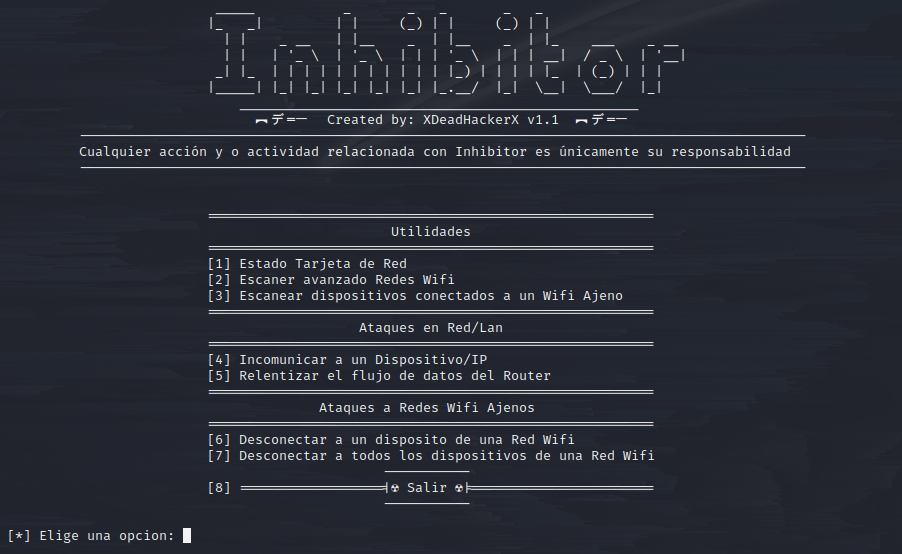 Inhibitor
︻デ═一 Created by: XDeadHackerX v1.1 ︻デ═一
Cualquier acción y o actividad relacionada con Inhibitor es únicamente su responsabilidad
Utilidades
[1] Estado Tarjeta de Red
[2] Escaner avanzado Redes Wifi
[3] Escanear dispositivos conectados a un Wifi Ajeno
Ataques en Red/Lan
[4] Incomunicar a un Dispositivo/IP
[5] Relentizar el flujo de datos del Router
Ataques a Redes Wifi Ajenos
[6] Desconectar a un disposito de una Red Wifi
[7] Desconectar a todos los dispositivos de una Red Wifi
[8] ☢ Salir ☢
[*] Elige una opcion: